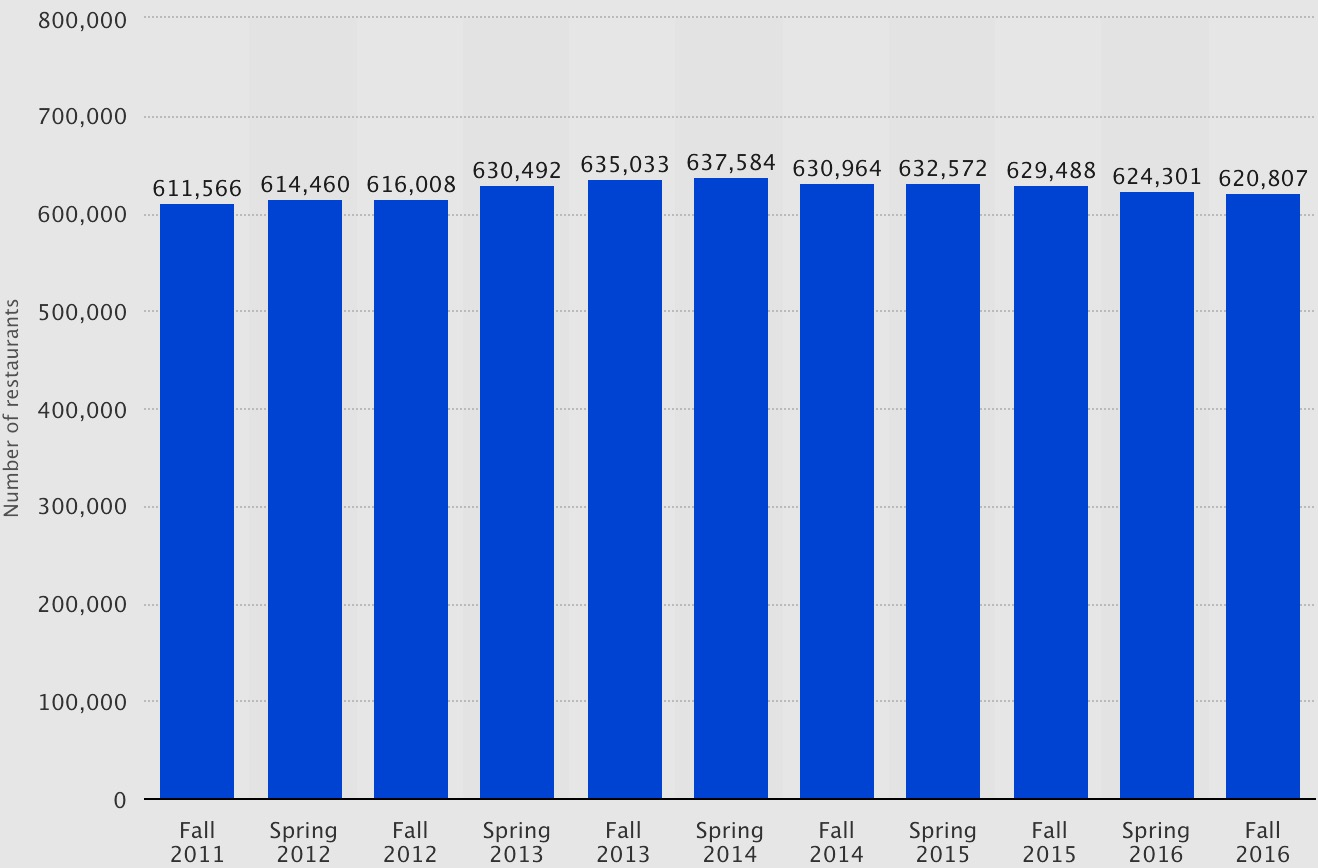 800,000
700,000
600,000
500,000
400,000
300,000
200,000
100,000
0
Number of restaurants
611,566
614,460
616,008
630,492
635,033
637,584
630,964
632,572
629,488
624,301
620,807
Fall
2011
Spring
2012
Fall
2012
Spring
2013
Fall
2013
Spring
2014
Fall
2014
Spring
2015
Fall
2015
Spring
2016
Fall
2016